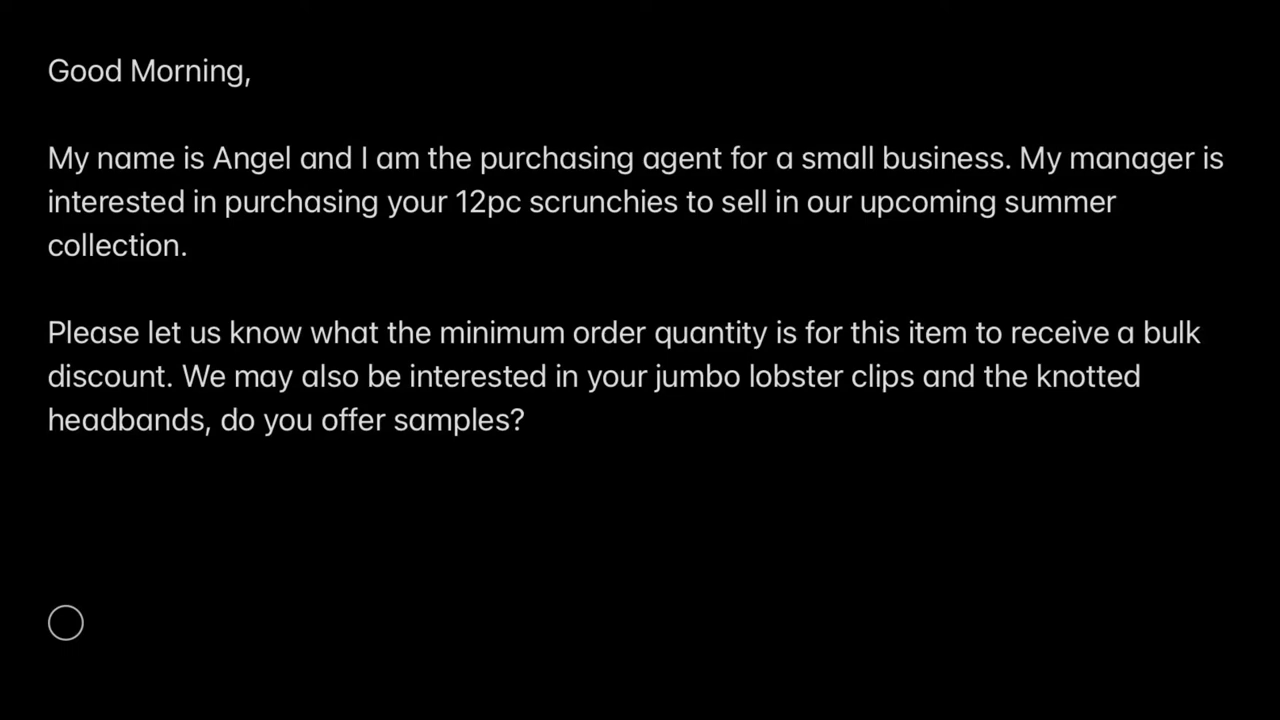 Good Morning,
My name is Angel and I am the purchasing agent for a small business. My manager is
interested in purchasing your 12pc scrunchies to sell in our upcoming summer
collection.
Please let us know what the minimum order quantity is for this item to receive a bulk
discount. We may also be interested in your jumbo lobster clips and the knotted
headbands, do you offer samples?